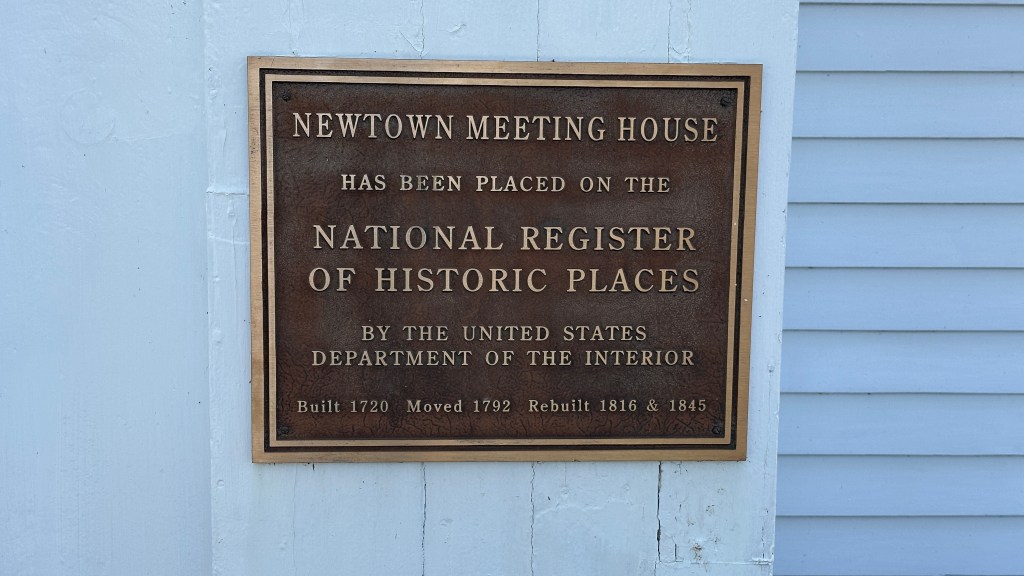 NEWTOWN MEETING HOUSE
HAS BEEN PLACED ON THE
NATIONAL REGISTER
OF HISTORIC PLACES
BY THE UNITED STATES
DEPARTMENT OF THE INTERIOR
Built 1720 Moved 1792 Rebuilt 1816 & 1845